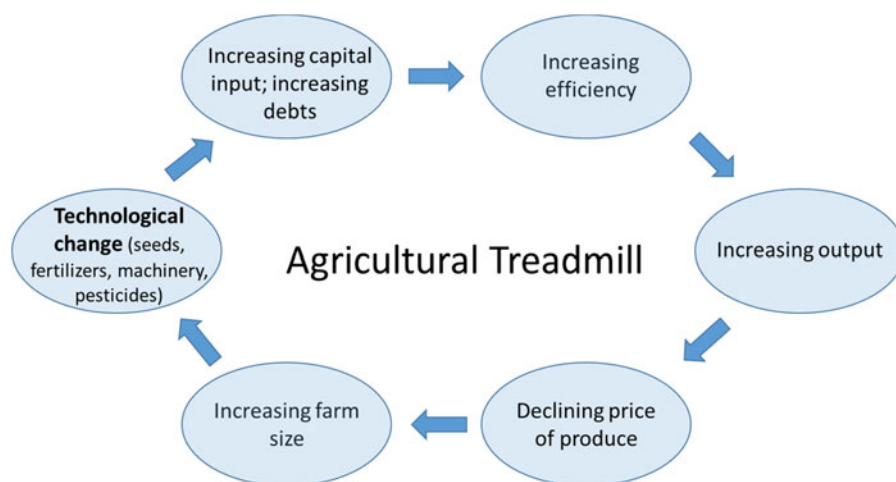 Increasing capital
input; increasing
debts
Increasing
efficiency
Increasing output
Declining price
of produce
Increasing farm
size
Technological
change (seeds,
fertilizers, machinery,
pesticides)
Agricultural Treadmill